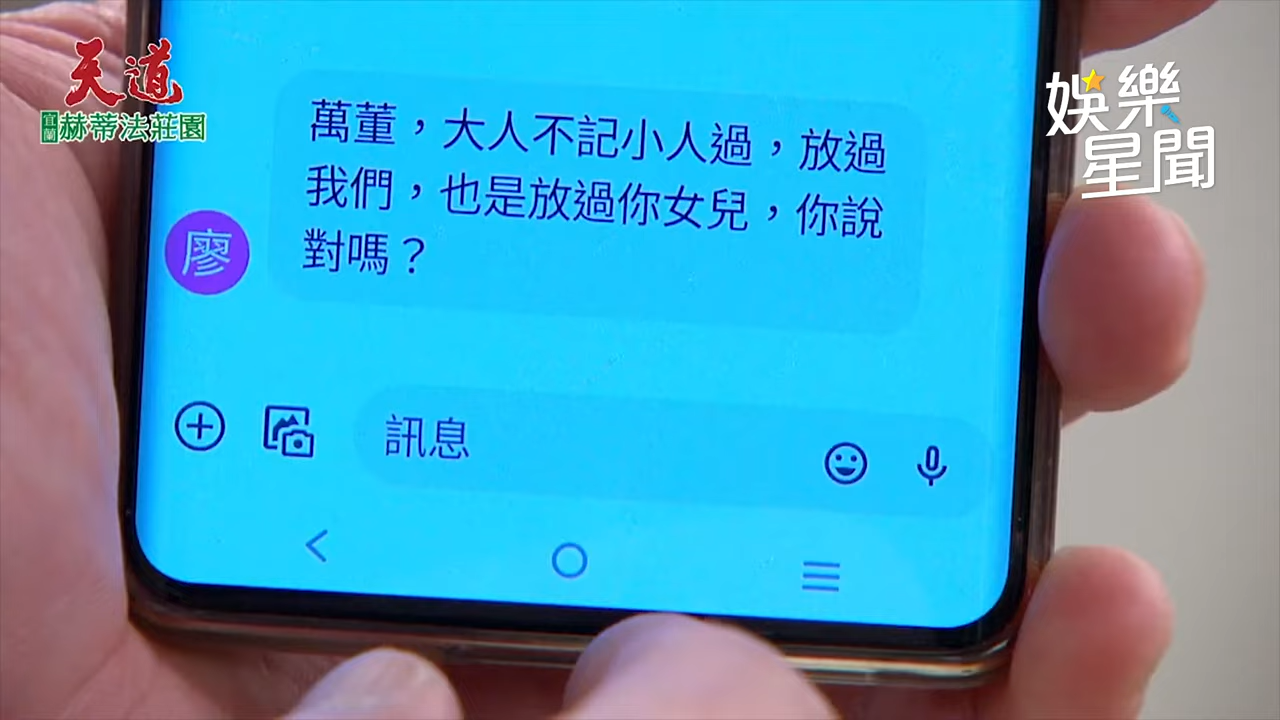 天道
宜蘭
赫蒂法莊園
娛樂
星聞
萬董，大人不記小人過，放過
我們，也是放過你女兒，你說
對嗎？
廖
訊息